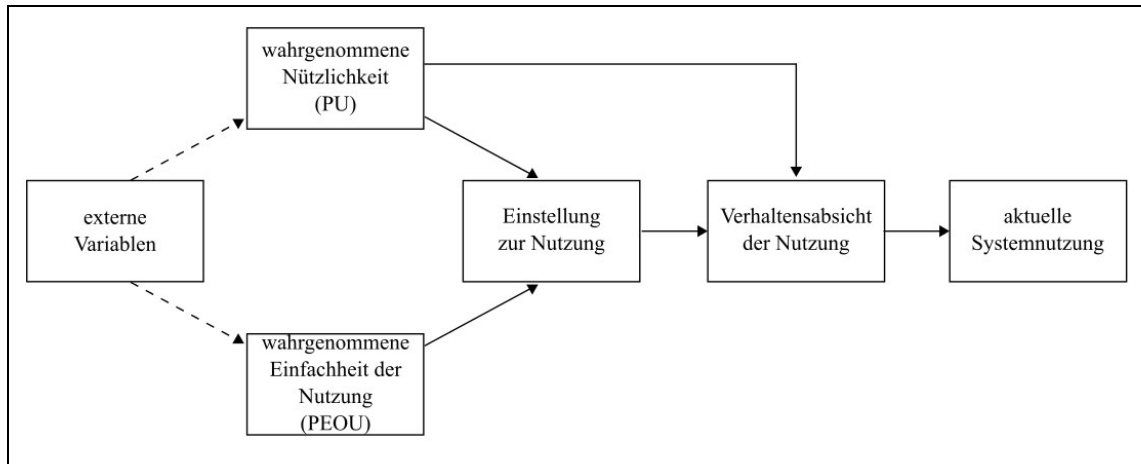 wahrgenommene
Nützlichkeit
(PU)
externe
Variablen
Einstellung
zur Nutzung
Verhaltensabsicht
der Nutzung
aktuelle
Systemnutzung
wahrgenommene
Einfachheit der
Nutzung
(PEOU)